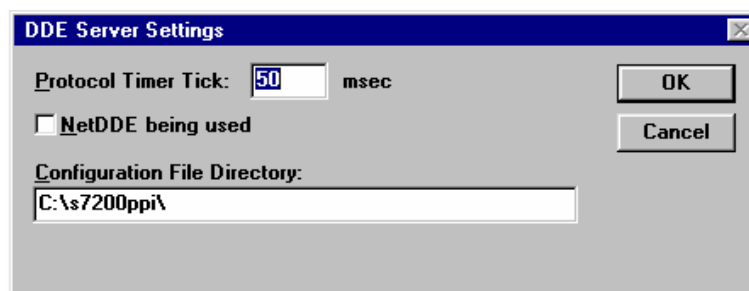 DDE Server Settings
Protocol Timer Tick: 50 msec
OK
NetDDE being used
Cancel
Configuration File Directory:
C:\s7200ppi\